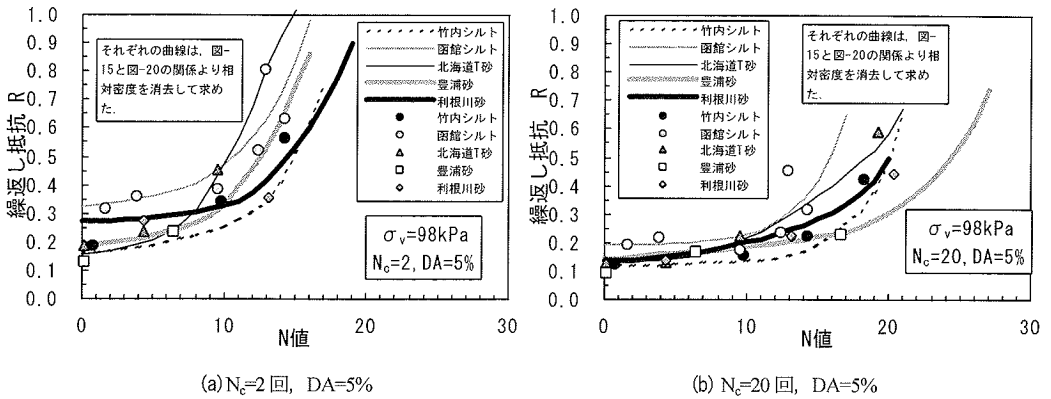 繰返し抵抗 R
1.0
0.9
0.8
0.7
0.6
0.5
0.4
0.3
0.2
0.1
0.0
それぞれの曲線は、図-
15と図-20の関係より相
対密度を消去して求め
た.
竹内シルト
函館シルト
北海道T砂
豊浦砂
利根川砂
竹内シルト
函館シルト
北海道T砂
豊浦砂
利根川砂
σv=98kPa
Nc=2, DA=5%
0 10 20 30
N値
(a) Nc=2 回, DA=5%
繰返し抵抗 R
1.0
0.9
0.8
0.7
0.6
0.5
0.4
0.3
0.2
0.1
0.0
竹内シルト
函館シルト
北海道T砂
豊浦砂
利根川砂
竹内シルト
函館シルト
北海道T砂
豊浦砂
利根川砂
それぞれの曲線は、図-
15と図-20の関係より相
対密度を消去して求め
た.
σv=98kPa
Nc=20, DA=5%
0 10 20 30
N値
(b) Nc=20 回, DA=5%